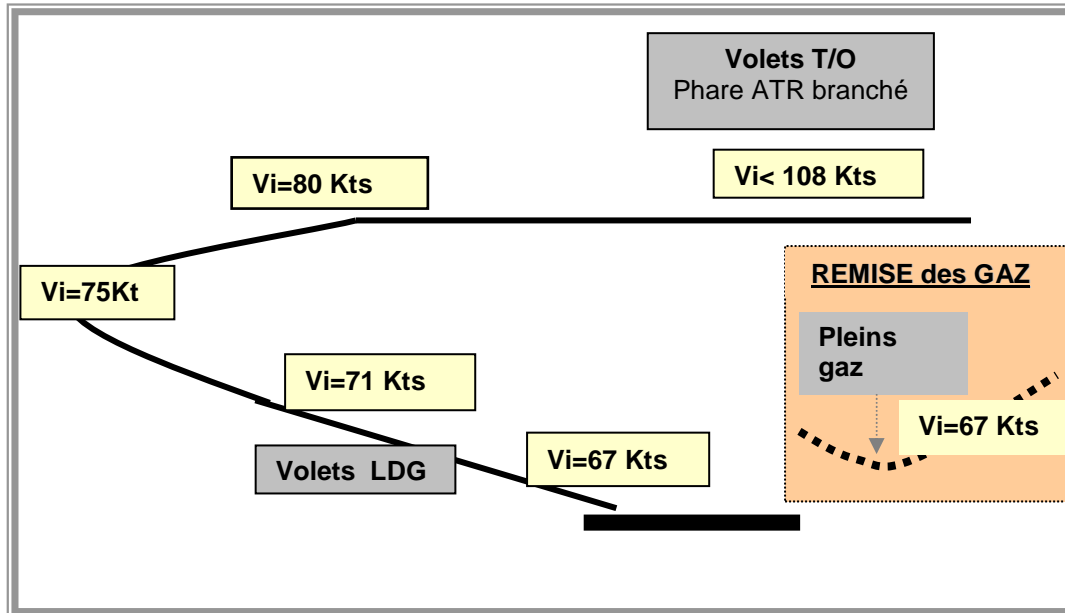 Volets T/O
Phare ATR branché
Vi=80 Kts
Vi< 108 Kts
Vi=75Kt
REMISE des GAZ
Pleins
gaz
Vi=67 Kts
Vi=71 Kts
Volets LDG
Vi=67 Kts